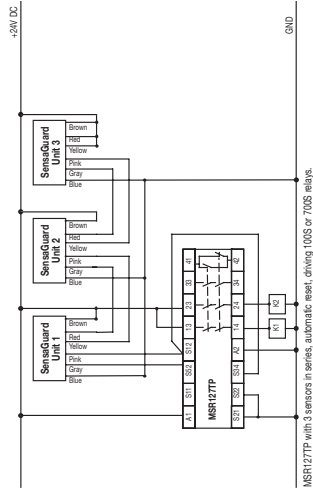 +24V DC
GND
SensaGuard
Unit 1
Brown
Red
Yellow
Pink
Gray
Blue
SensaGuard
Unit 2
Brown
Red
Yellow
Pink
Gray
Blue
SensaGuard
Unit 3
Brown
Red
Yellow
Pink
Gray
Blue
A1
S11
S52
S12
13
23
33
41
MSR127TP
S21
S22
S34
A2
14
24
34
42
K1
K2
MSR127TP with 3 sensors in series, automatic reset, driving 100S or 700S relays.